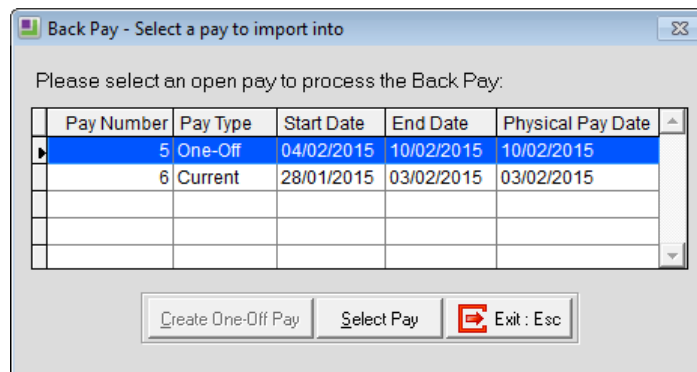 Back Pay - Select a pay to import into
Please select an open pay to process the Back Pay:
Pay Number Pay Type Start Date End Date Physical Pay Date
5 One-Off 04/02/2015 10/02/2015 10/02/2015
6 Current 28/01/2015 03/02/2015 03/02/2015
Create One-Off Pay Select Pay Exit : Esc